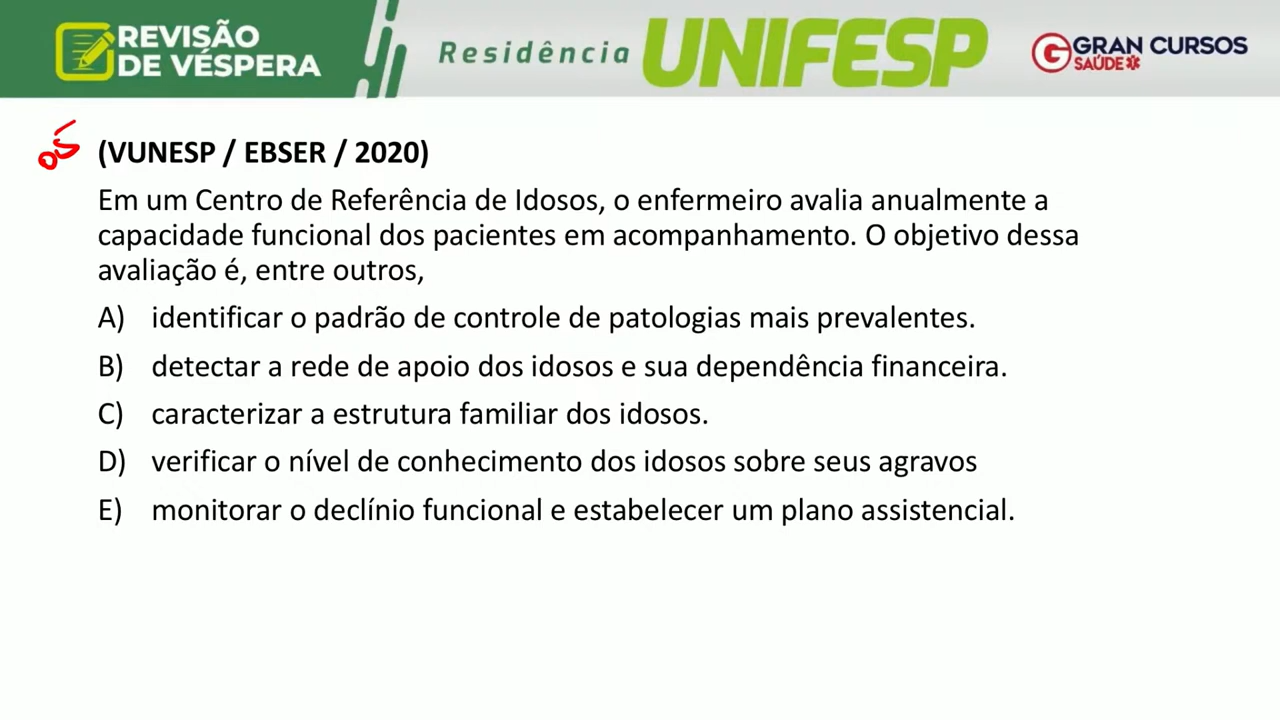 REVISÃO
DE VÉSPERA
Residência UNIFESP
GRAN CURSOS
SAÚDE
05
(VUNESP / EBSER / 2020)
Em um Centro de Referência de Idosos, o enfermeiro avalia anualmente a
capacidade funcional dos pacientes em acompanhamento. O objetivo dessa
avaliação é, entre outros,
A) identificar o padrão de controle de patologias mais prevalentes.
B) detectar a rede de apoio dos idosos e sua dependência financeira.
C) caracterizar a estrutura familiar dos idosos.
D) verificar o nível de conhecimento dos idosos sobre seus agravos
E) monitorar o declínio funcional e estabelecer um plano assistencial.